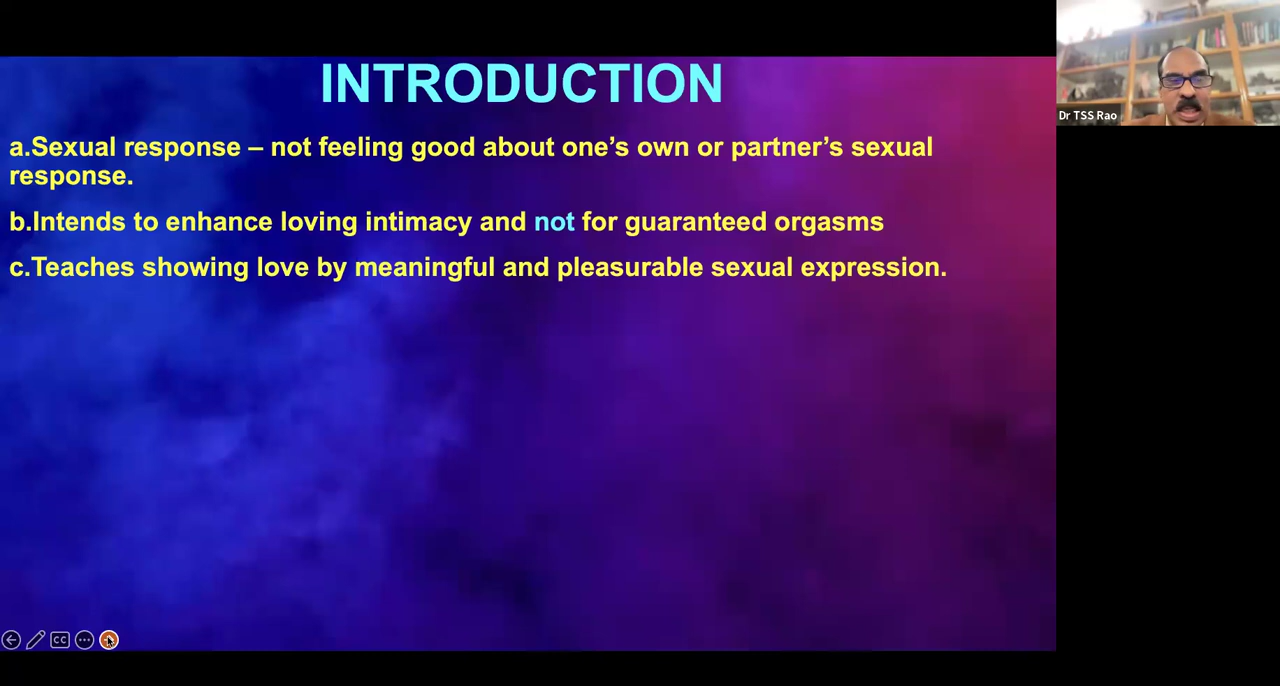 INTRODUCTION
a.Sexual response – not feeling good about one’s own or partner’s sexual
response.
b.Intends to enhance loving intimacy and not for guaranteed orgasms
c.Teaches showing love by meaningful and pleasurable sexual expression.
Dr TSS Rao
CC